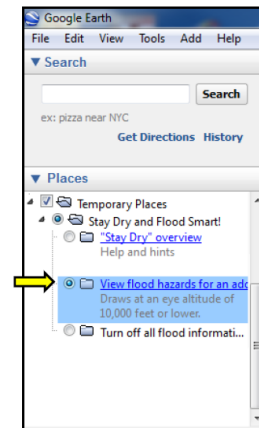 Google Earth
File Edit View Tools Add Help
Search
Search
ex: pizza near NYC
Get Directions History
Places
Temporary Places
Stay Dry and Flood Smart!
"Stay Dry" overview
Help and hints
View flood hazards for an add
Draws at an eye altitude of
10,000 feet or lower.
Turn off all flood informati...